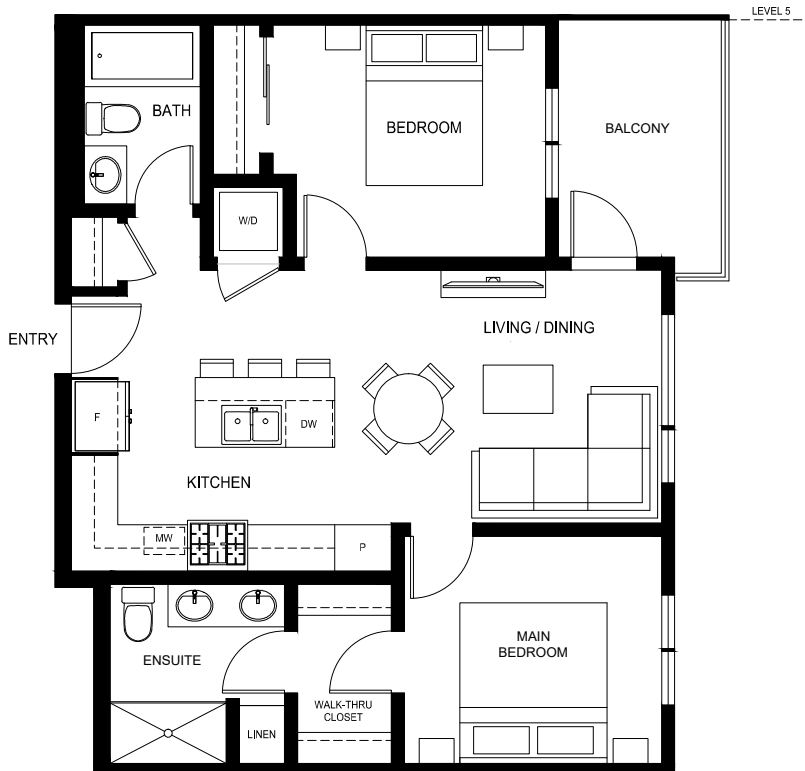 LEVEL 5
BATH
BEDROOM
BALCONY
W/D
ENTRY
LIVING / DINING
F
DW
KITCHEN
MW
P
ENSUITE
MAIN
BEDROOM
WALK-THRU
CLOSET
LINEN